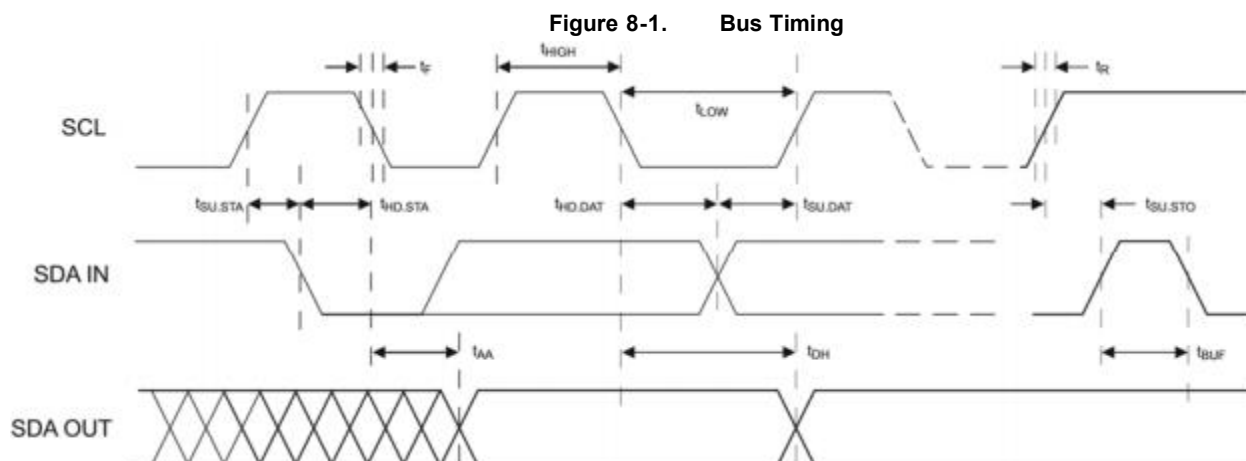 Figure 8-1. Bus Timing
tF
tHIGH
tR
tLOW
SCL
tSU.STA
tHD.STA
tHD.DAT
tSU.DAT
tSU.STO
SDA IN
tAA
tDH
tBUF
SDA OUT